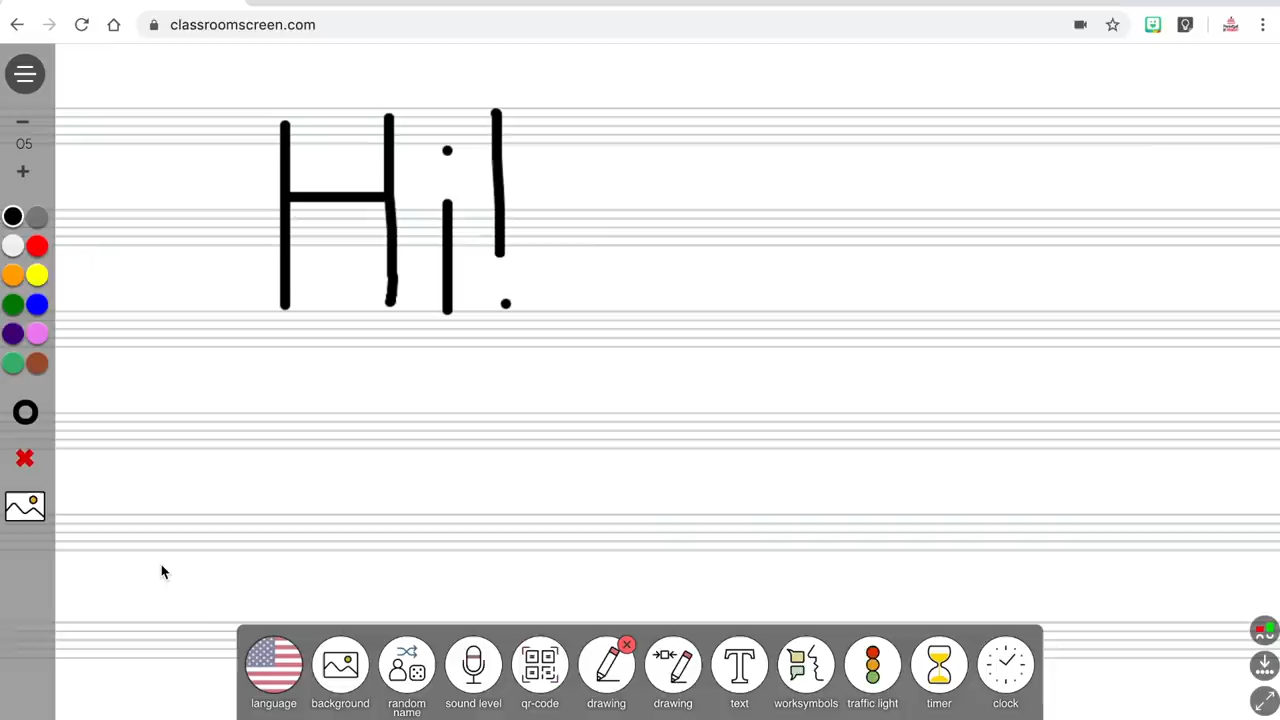 classroomscreen.com
05
Hi!
language
background
random name
sound level
qr-code
drawing
drawing
text
worksymbols
traffic light
timer
clock